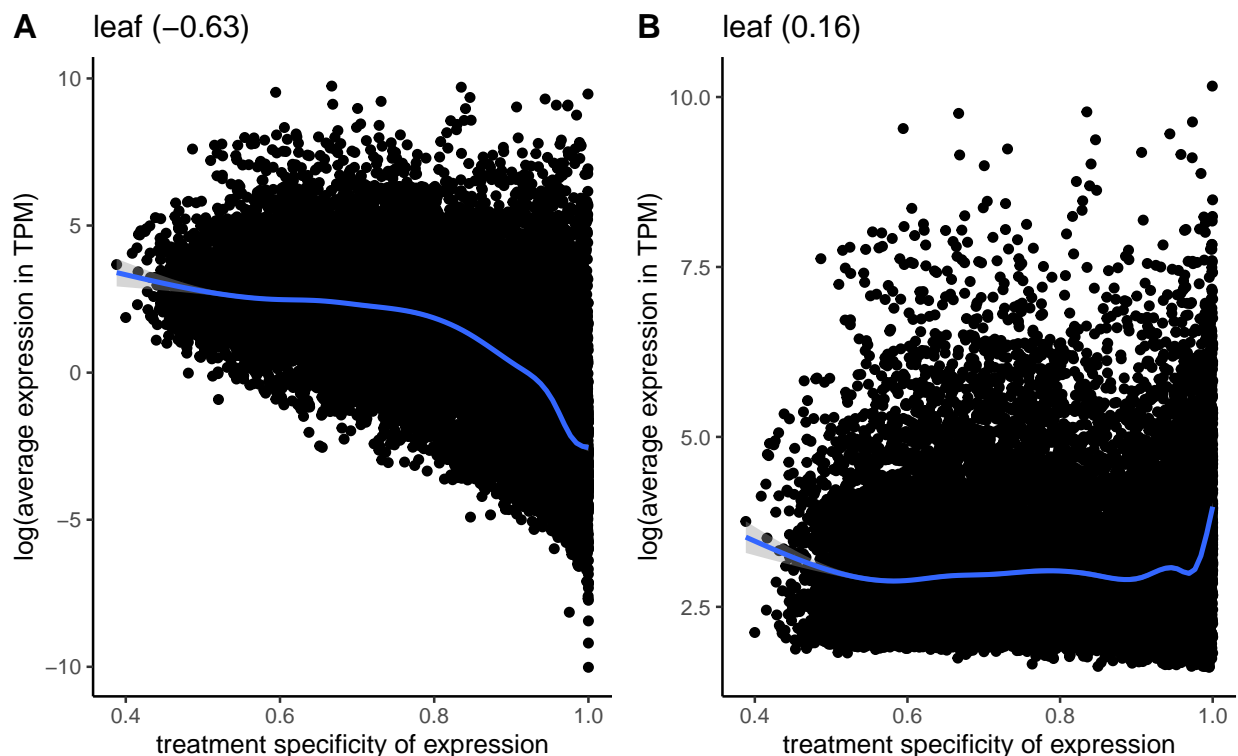 A
leaf (−0.63)
log(average expression in TPM)
10
5
0
−5
−10
0.4
0.6
0.8
1.0
treatment specificity of expression
B
leaf (0.16)
log(average expression in TPM)
10.0
7.5
5.0
2.5
0.4
0.6
0.8
1.0
treatment specificity of expression